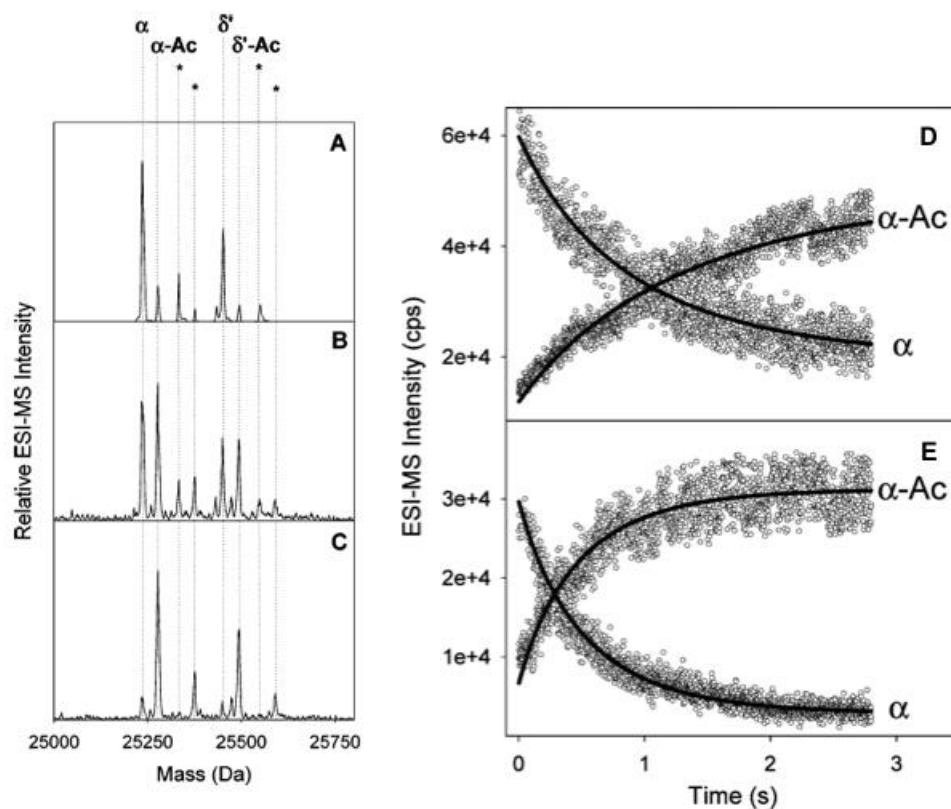 α α-Ac * * δ' δ'-Ac * *
A
B
C
Relative ESI-MS Intensity
25000 25250 25500 25750
Mass (Da)
D
6e+4
4e+4
2e+4
α-Ac
α
E
3e+4
2e+4
1e+4
α-Ac
α
ESI-MS Intensity (cps)
0 1 2 3
Time (s)